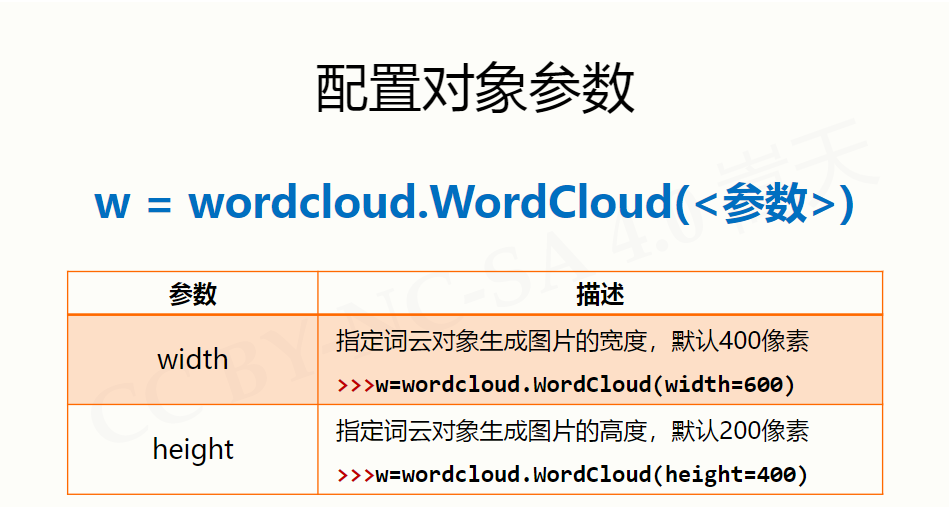 配置对象参数
w = wordcloud.WordCloud(<参数>)
参数 描述
width
指定词云对象生成图片的宽度，默认400像素
>>>w=wordcloud.WordCloud(width=600)
height
指定词云对象生成图片的高度，默认200像素
>>>w=wordcloud.WordCloud(height=400)
CC BY-NC-SA 4.0 嵩天